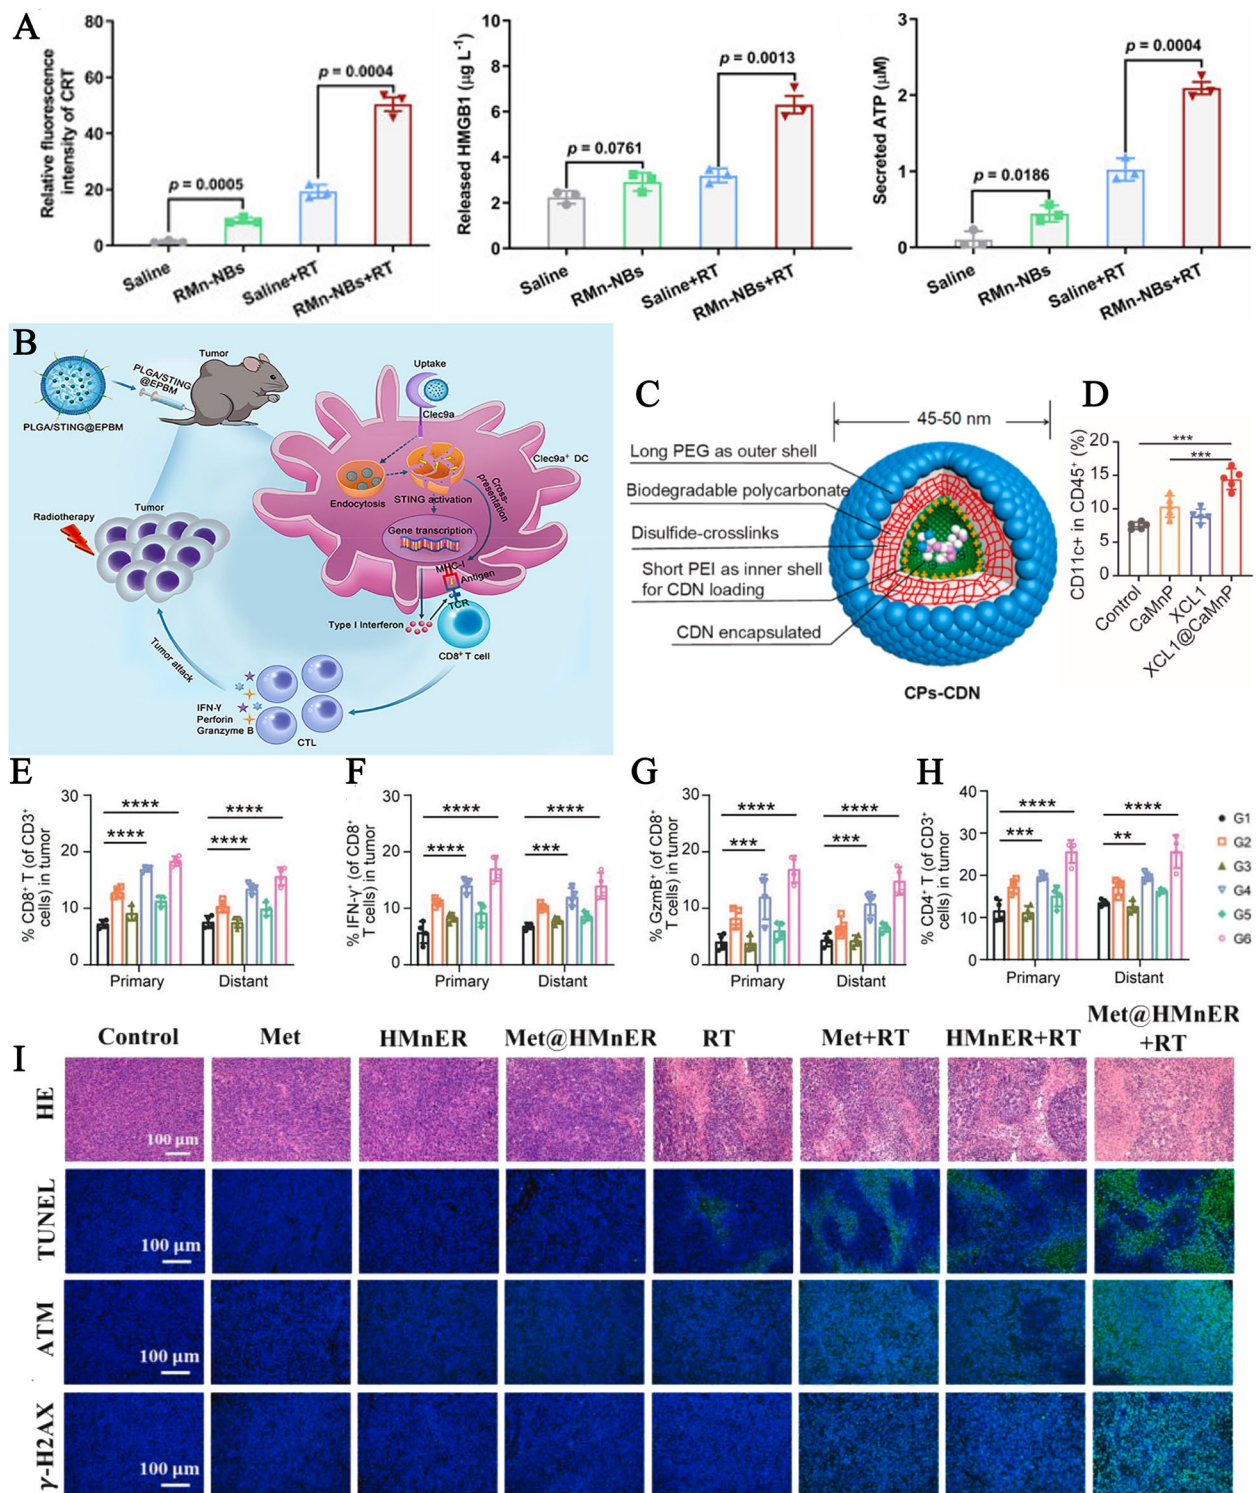 A
Relative fluorescence
intensity of CRT
80
60
40
20
0
p = 0.0005
p = 0.0004
Saline
RMn-NBs
Saline+RT
RMn-NBs+RT
Released HMGB1 (μg L⁻¹)
10
8
6
4
2
0
p = 0.0761
p = 0.0013
Saline
RMn-NBs
Saline+RT
RMn-NBs+RT
Secreted ATP (μM)
3
2
1
0
p = 0.0186
p = 0.0004
Saline
RMn-NBs
Saline+RT
RMn-NBs+RT
B
PLGA/STING@EPBM
PLGA/STING
@EPBM
Tumor
Uptake
Clec9a
Clec9a⁺ DC
Endocytosis
STING activation
Cross-
presentation
Gene transcription
MHC-I
Antigen
TCR
Type I Interferon
CD8⁺ T cell
Radiotherapy
Tumor
Tumor attack
IFN-Y
Perforin
Granzyme B
CTL
C
45-50 nm
Long PEG as outer shell
Biodegradable polycarbonate
Disulfide-crosslinks
Short PEI as inner shell
for CDN loading
CDN encapsulated
CPs-CDN
D
CD11c+ in CD45⁺ (%)
20
15
10
5
0
***
***
Control
CaMnP
XCL1
XCL1@CaMnP
E
% CD8⁺ T (of CD3⁺
cells) in tumor
30
20
10
0
****
****
****
****
Primary
Distant
F
% IFN-γ⁺ (of CD8⁺
T cells) in tumor
30
20
10
0
****
****
****
***
Primary
Distant
G
% GzmB⁺ (of CD8⁺
T cells) in tumor
30
20
10
0
****
***
****
***
Primary
Distant
H
% CD4⁺ T (of CD3⁺
cells) in tumor
40
30
20
10
0
****
***
****
**
Primary
Distant
G1
G2
G3
G4
G5
G6
I
Control
Met
HMnER
Met@HMnER
RT
Met+RT
HMnER+RT
Met@HMnER
+RT
HE
100 μm
TUNEL
100 μm
ATM
100 μm
γ-H2AX
100 μm